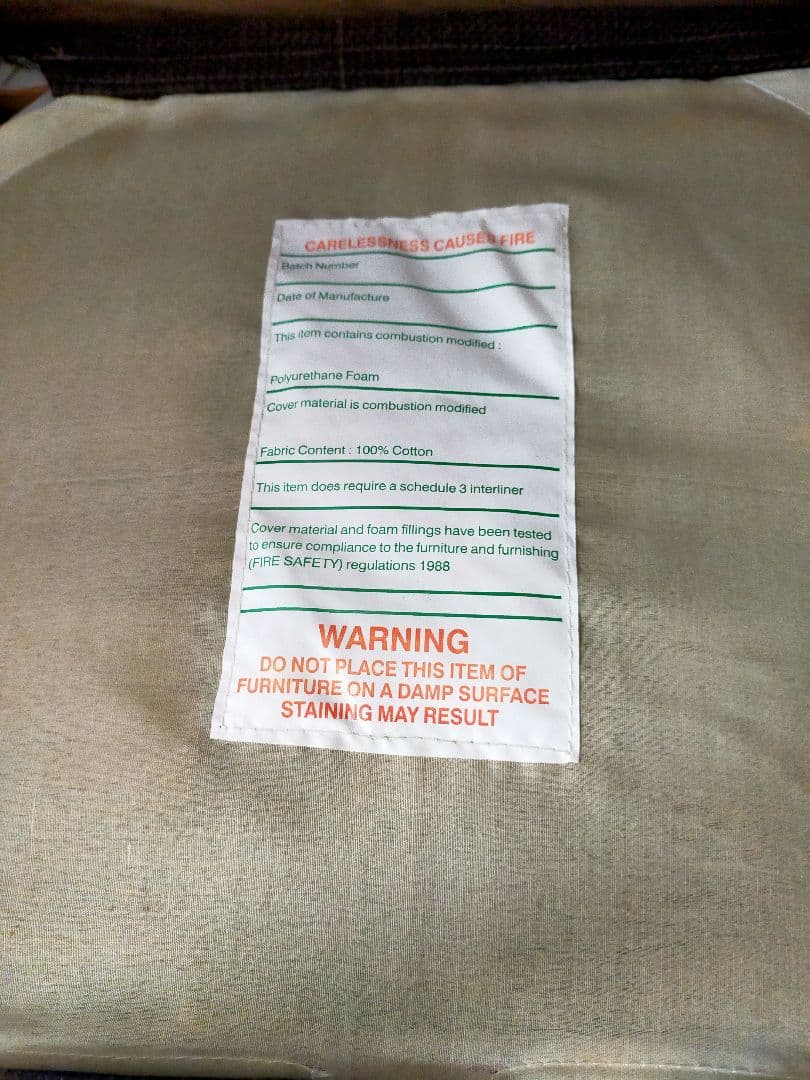 CARELESSNESS CAUSES FIRE
Batch Number
Date of Manufacture
This item contains combustion modified :
Polyurethane Foam
Cover material is combustion modified
Fabric Content : 100% Cotton
This item does require a schedule 3 interliner
Cover material and foam fillings have been tested
to ensure compliance to the furniture and furnishing
(FIRE SAFETY) regulations 1988
WARNING
DO NOT PLACE THIS ITEM OF
FURNITURE ON A DAMP SURFACE
STAINING MAY RESULT